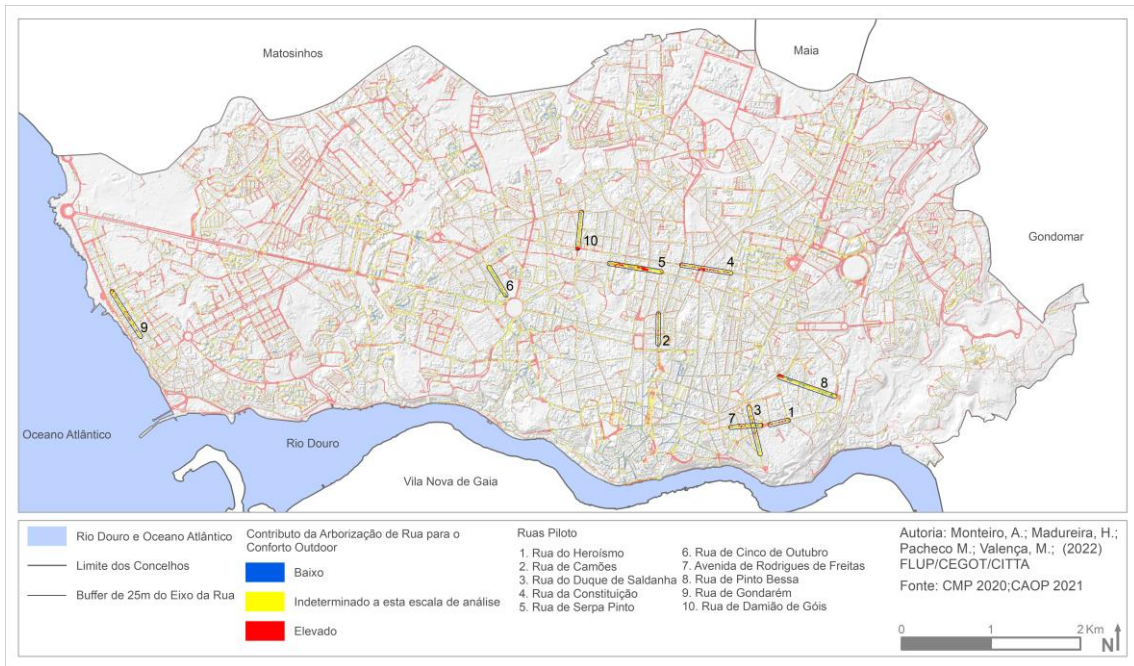 Matosinhos
Maia
Gondomar
10
5
4
6
9
2
8
7
3
1
Oceano Atlântico
Rio Douro
Vila Nova de Gaia
Rio Douro e Oceano Atlântico
Limite dos Concelhos
Buffer de 25m do Eixo da Rua
Contributo da Arborização de Rua para o
Conforto Outdoor
Baixo
Indeterminado a esta escala de análise
Elevado
Ruas Piloto
1. Rua do Heroísmo
2. Rua de Camões
3. Rua do Duque de Saldanha
4. Rua da Constituição
5. Rua de Serpa Pinto
6. Rua de Cinco de Outubro
7. Avenida de Rodrigues de Freitas
8. Rua de Pinto Bessa
9. Rua de Gondarém
10. Rua de Damião de Góis
Autoria: Monteiro, A.; Madureira, H.;
Pacheco M.; Valença, M.; (2022)
FLUP/CEGOT/CITTA
Fonte: CMP 2020;CAOP 2021
0 1 2 Km
N